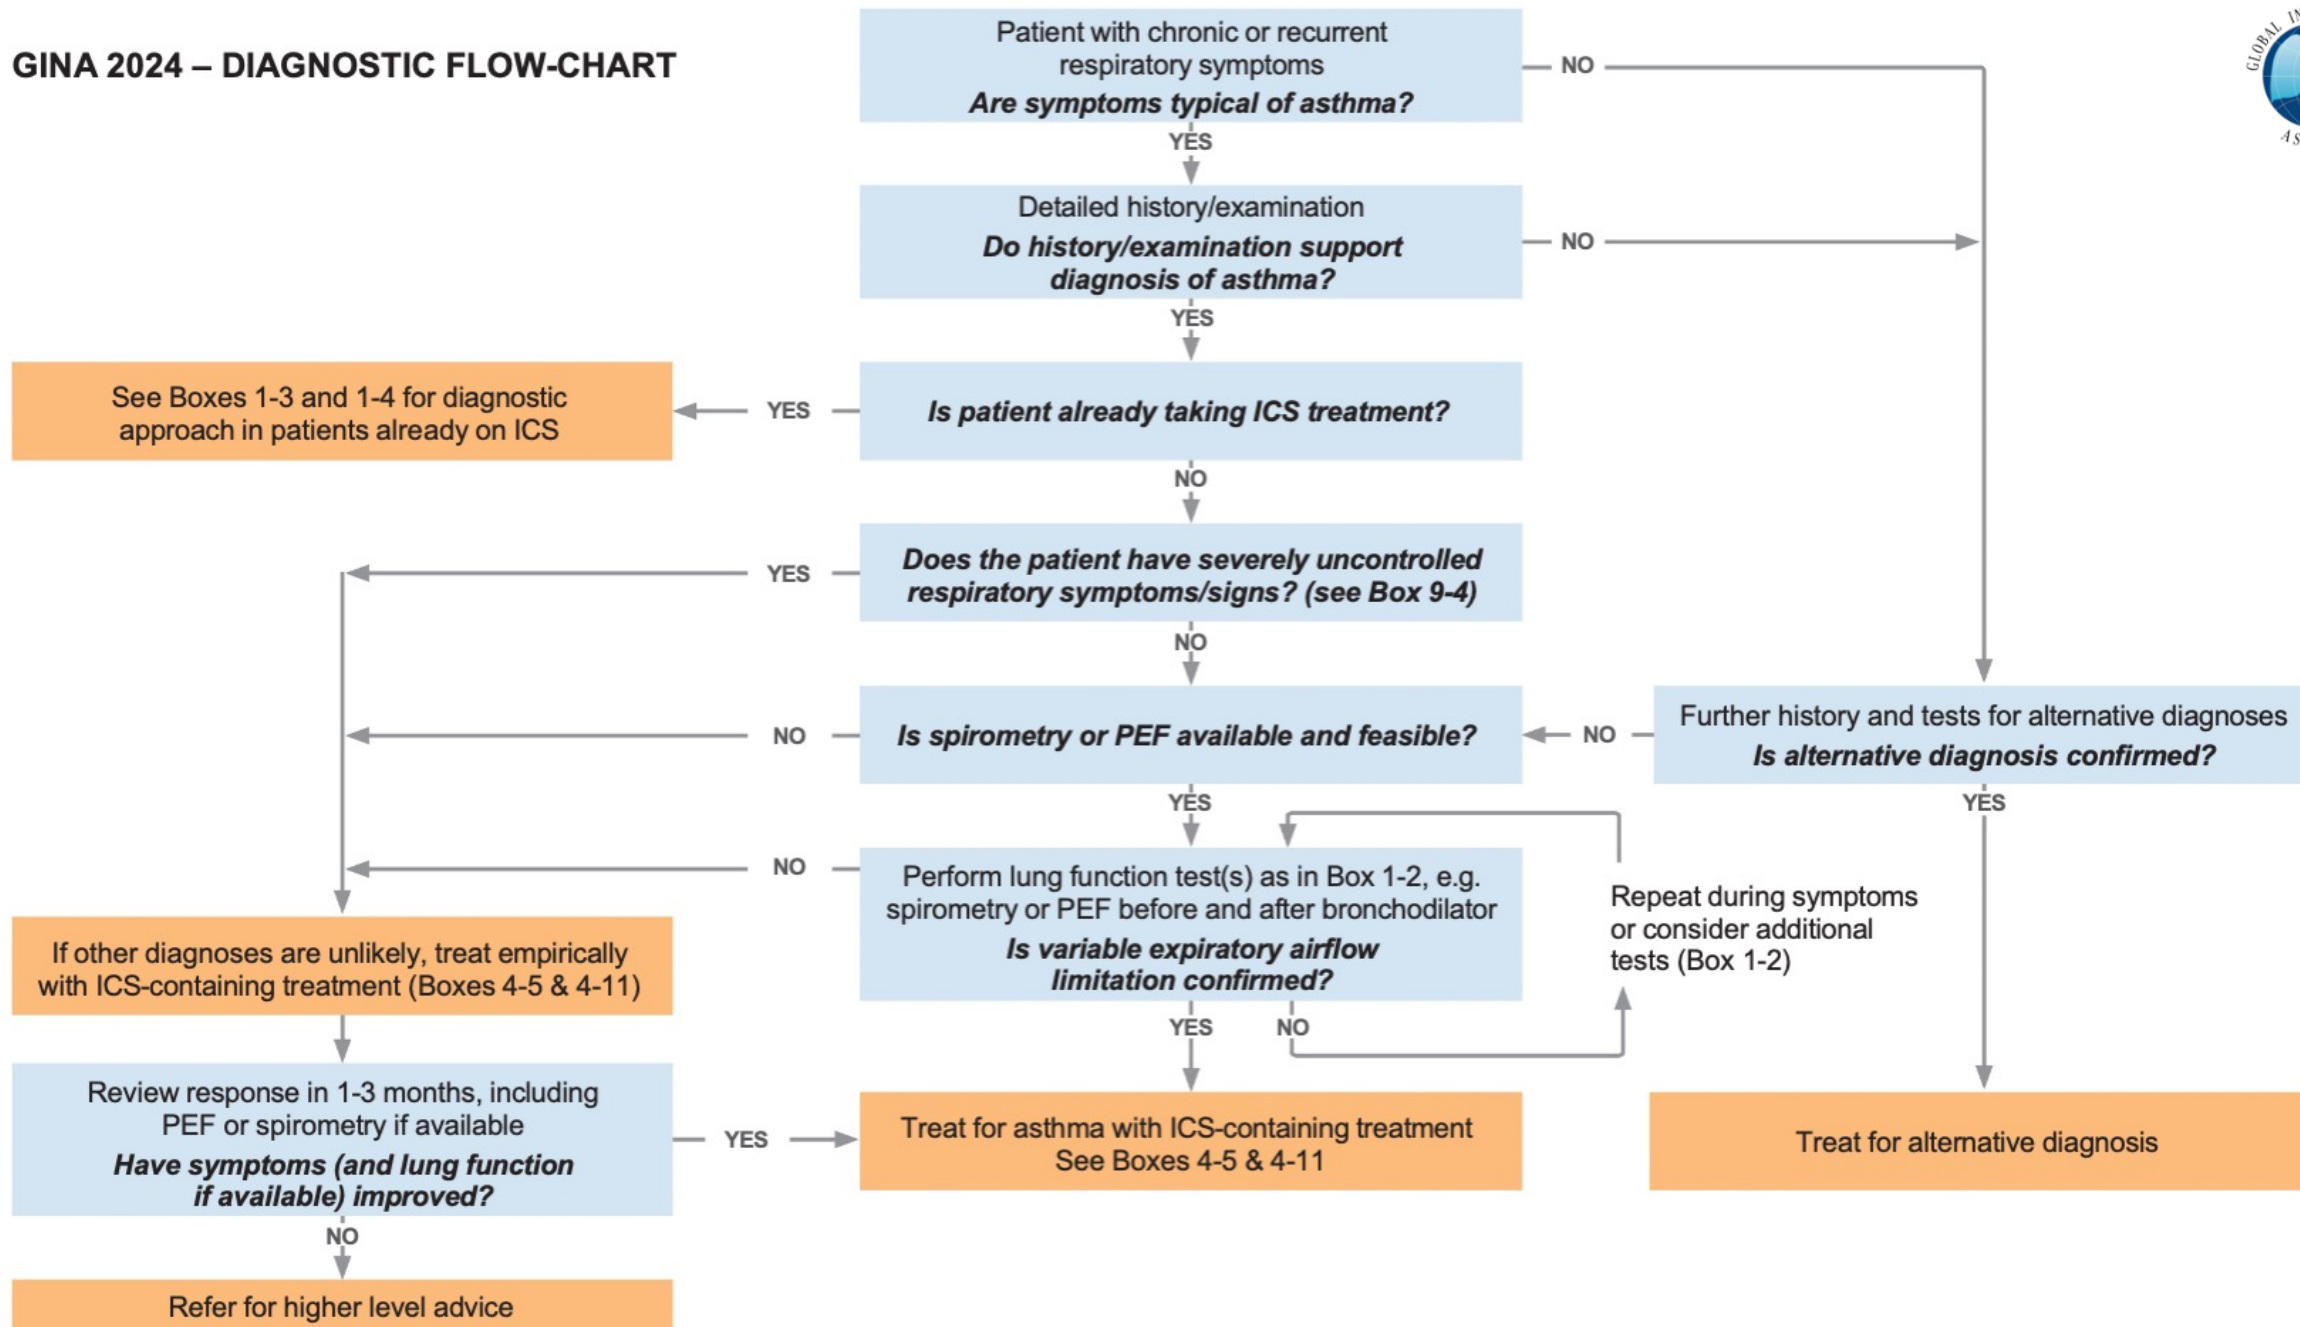 GINA 2024 – DIAGNOSTIC FLOW-CHART
Patient with chronic or recurrent
respiratory symptoms
Are symptoms typical of asthma?
NO
YES
GLOBAL
Detailed history/examination
Do history/examination support
diagnosis of asthma?
NO
YES
See Boxes 1-3 and 1-4 for diagnostic
approach in patients already on ICS
YES
Is patient already taking ICS treatment?
NO
YES
Does the patient have severely uncontrolled
respiratory symptoms/signs? (see Box 9-4)
NO
NO
Is spirometry or PEF available and feasible?
NO
Further history and tests for alternative diagnoses
Is alternative diagnosis confirmed?
YES
YES
NO
Perform lung function test(s) as in Box 1-2, e.g.
spirometry or PEF before and after bronchodilator
Is variable expiratory airflow
limitation confirmed?
Repeat during symptoms
or consider additional
tests (Box 1-2)
If other diagnoses are unlikely, treat empirically
with ICS-containing treatment (Boxes 4-5 & 4-11)
YES
NO
Review response in 1-3 months, including
PEF or spirometry if available
Have symptoms (and lung function
if available) improved?
YES
Treat for asthma with ICS-containing treatment
See Boxes 4-5 & 4-11
Treat for alternative diagnosis
NO
Refer for higher level advice